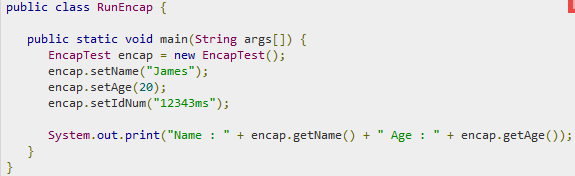 public class RunEncap {
public static void main(String args[]) {
EncapTest encap = new EncapTest();
encap.setName("James");
encap.setAge(20);
encap.setIdNum("12343ms");
System.out.print("Name : " + encap.getName() + " Age : " + encap.getAge());
}
}